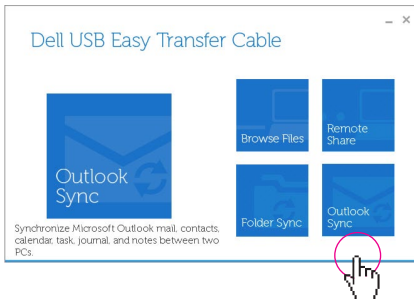 Dell USB Easy Transfer Cable
Outlook
Sync
Synchronize Microsoft Outlook mail, contacts,
calendar, task, journal, and notes between two
PCs.
Browse Files
Remote
Share
Folder Sync
Outlook
Sync